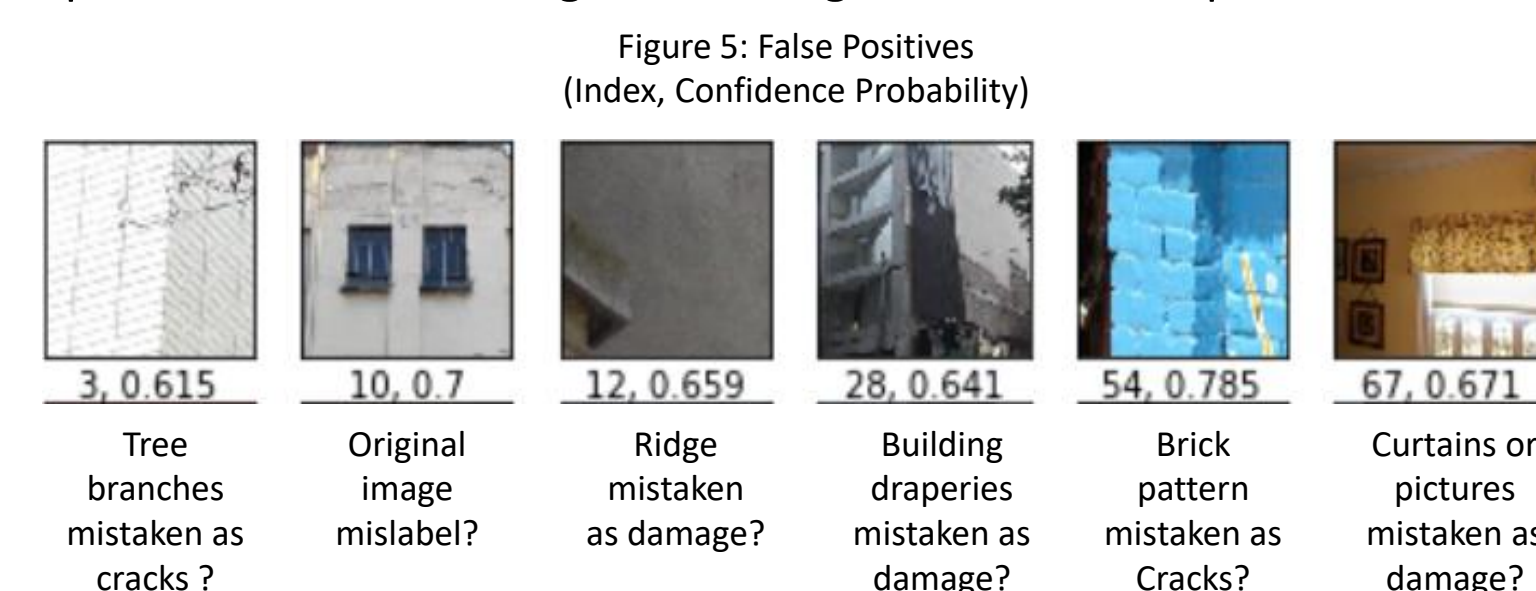 Figure 5: False Positives
(Index, Confidence Probability)
3, 0.615
10, 0.7
12, 0.659
28, 0.641
54, 0.785
67, 0.671
Tree
branches
mistaken as
cracks ?
Original
image
mislabel?
Ridge
mistaken
as damage?
Building
draperies
mistaken as
damage?
Brick
pattern
mistaken as
Cracks?
Curtains or
pictures
mistaken as
damage?